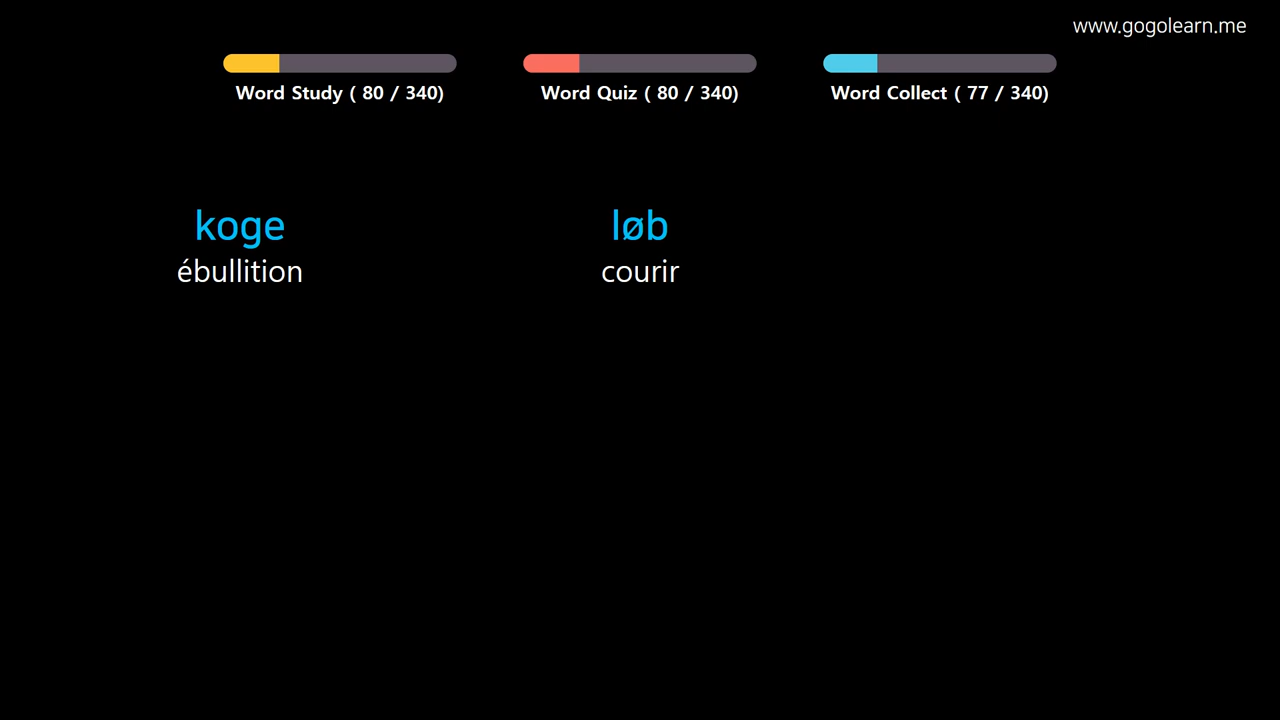 www.gogolearn.me
Word Study ( 80 / 340)
Word Quiz ( 80 / 340)
Word Collect ( 77 / 340)
koge
ébullition
løb
courir